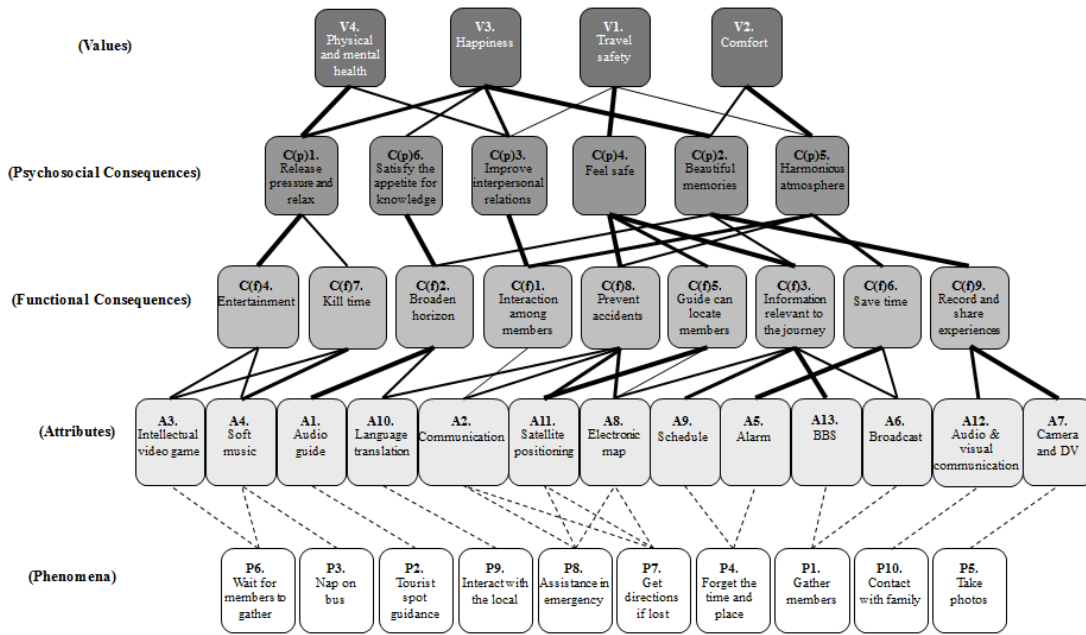 (Values)
V4.
Physical
and mental
health
V3.
Happiness
V1.
Travel
safety
V2.
Comfort
(Psychosocial Consequences)
C(p)1.
Release
pressure and
relax
C(p)6.
Satisfy the
appetite for
knowledge
C(p)3.
Improve
interpersonal
relations
C(p)4.
Feel safe
C(p)2.
Beautiful
memories
C(p)5.
Harmonious
atmosphere
(Functional Consequences)
C(f)4.
Entertainment
C(f)7.
Kill time
C(f)2.
Broaden
horizon
C(f)1.
Interaction
among
members
C(f)8.
Prevent
accidents
C(f)5.
Guide can
locate
members
C(f)3.
Information
relevant to
the journey
C(f)6.
Save time
C(f)9.
Record and
share
experiences
(Attributes)
A3.
Intellectual
video game
A4.
Soft
music
A1.
Audio
guide
A10.
Language
translation
A2.
Communication
A11.
Satellite
positioning
A8.
Electronic
map
A9.
Schedule
A5.
Alarm
A13.
BBS
A6.
Broadcast
A12.
Audio &
visual
communication
A7.
Camera
and DV
(Phenomena)
P6.
Wait for
members to
gather
P3.
Nap on
bus
P2.
Tourist
spot
guidance
P9.
Interact with
the local
P8.
Assistance in
emergency
P7.
Get
directions
if lost
P4.
Forget the
time and
place
P1.
Gather
members
P10.
Contact
with family
P5.
Take
photos